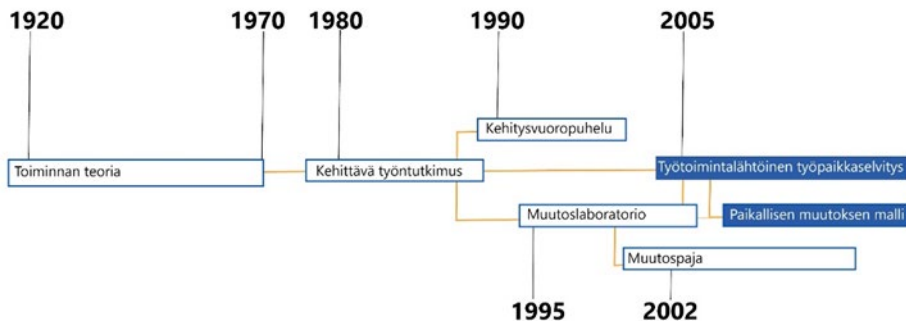 1920
1970
1980
1990
2005
Kehitysvuoropuhelu
Toiminnan teoria
Kehittävä työntutkimus
Työtoimintalähtöinen työpaikkaselvitys
Muutoslaboratorio
Paikallisen muutoksen malli
Muutospaja
1995
2002